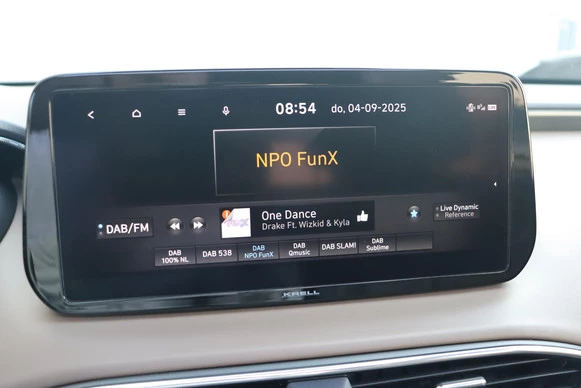 08:54 do, 04-09-2025
NPO FunX
One Dance
Drake Ft. Wizkid & Kyla
DAB/FM
Live Dynamic
Reference
DAB
100% NL
DAB 538
DAB
NPO FunX
DAB
Qmusic
DAB SLAM!
DAB
Sublime
KRELL